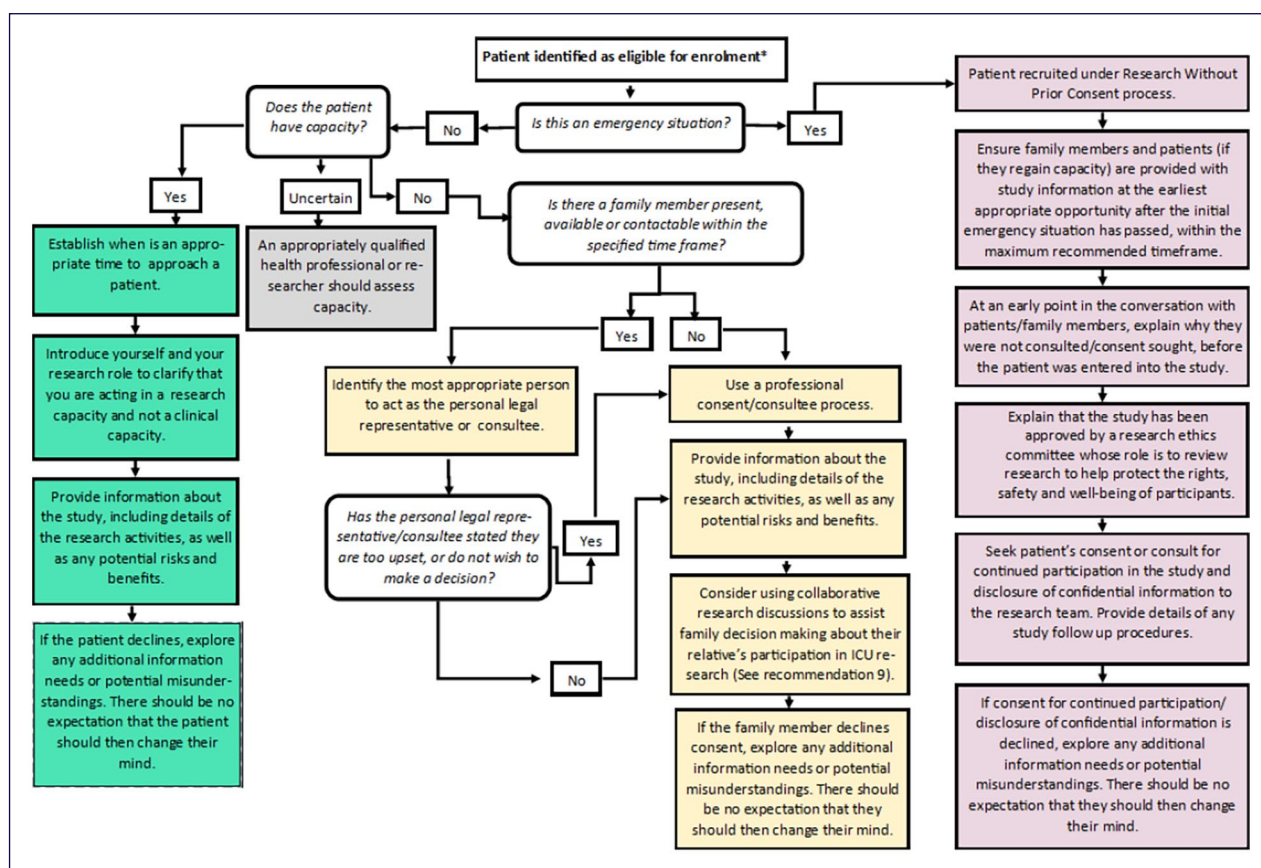 Patient identified as eligible for enrolment*
Is this an emergency situation?
No
Yes
Does the patient
have capacity?
Yes
Uncertain
No
Establish when is an appro-
priate time to approach a
patient.
Introduce yourself and your
research role to clarify that
you are acting in a research
capacity and not a clinical
capacity.
Provide information about
the study, including details of
the research activities, as well
as any potential risks and
benefits.
If the patient declines, explore
any additional information
needs or potential misunder-
standings. There should be no
expectation that the patient
should then change their
mind.
An appropriately qualified
health professional or re-
searcher should assess
capacity.
Is there a family member present,
available or contactable within the
specified time frame?
Yes
No
Identify the most appropriate person
to act as the personal legal
representative or consultee.
Has the personal legal repre-
sentative/consultee stated they
are too upset, or do not wish to
make a decision?
Yes
No
Use a professional
consent/consultee process.
Provide information about the
study, including details of the
research activities, as well as any
potential risks and benefits.
Consider using collaborative
research discussions to assist
family decision making about their
relative's participation in ICU re-
search (See recommendation 9).
If the family member declines
consent, explore any additional
information needs or potential
misunderstandings. There should
be no expectation that they
should then change their mind.
Patient recruited under Research Without
Prior Consent process.
Ensure family members and patients (if
they regain capacity) are provided with
study information at the earliest
appropriate opportunity after the initial
emergency situation has passed, within the
maximum recommended timeframe.
At an early point in the conversation with
patients/family members, explain why they
were not consulted/consent sought, before
the patient was entered into the study.
Explain that the study has been
approved by a research ethics
committee whose role is to review
research to help protect the rights,
safety and well-being of participants.
Seek patient's consent or consult for
continued participation in the study and
disclosure of confidential information to
the research team. Provide details of any
study follow up procedures.
If consent for continued participation/
disclosure of confidential information is
declined, explore any additional
information needs or potential
misunderstandings. There should be no
expectation that they should then change
their mind.